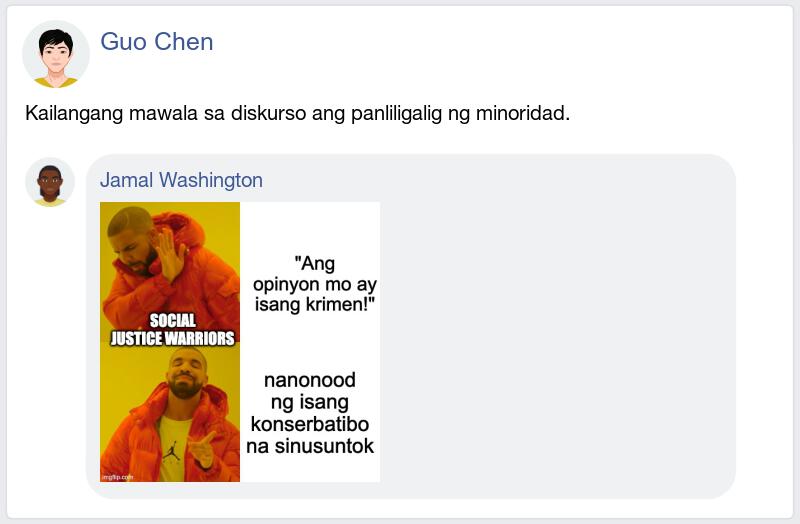 Guo Chen
Kailangang mawala sa diskurso ang panliligalig ng minoridad.
Jamal Washington
"Ang
opinyon mo ay
isang krimen!"
SOCIAL
JUSTICE WARRIORS
nanonood
ng isang
konserbatibo
na sinusuntok
imgflip.com